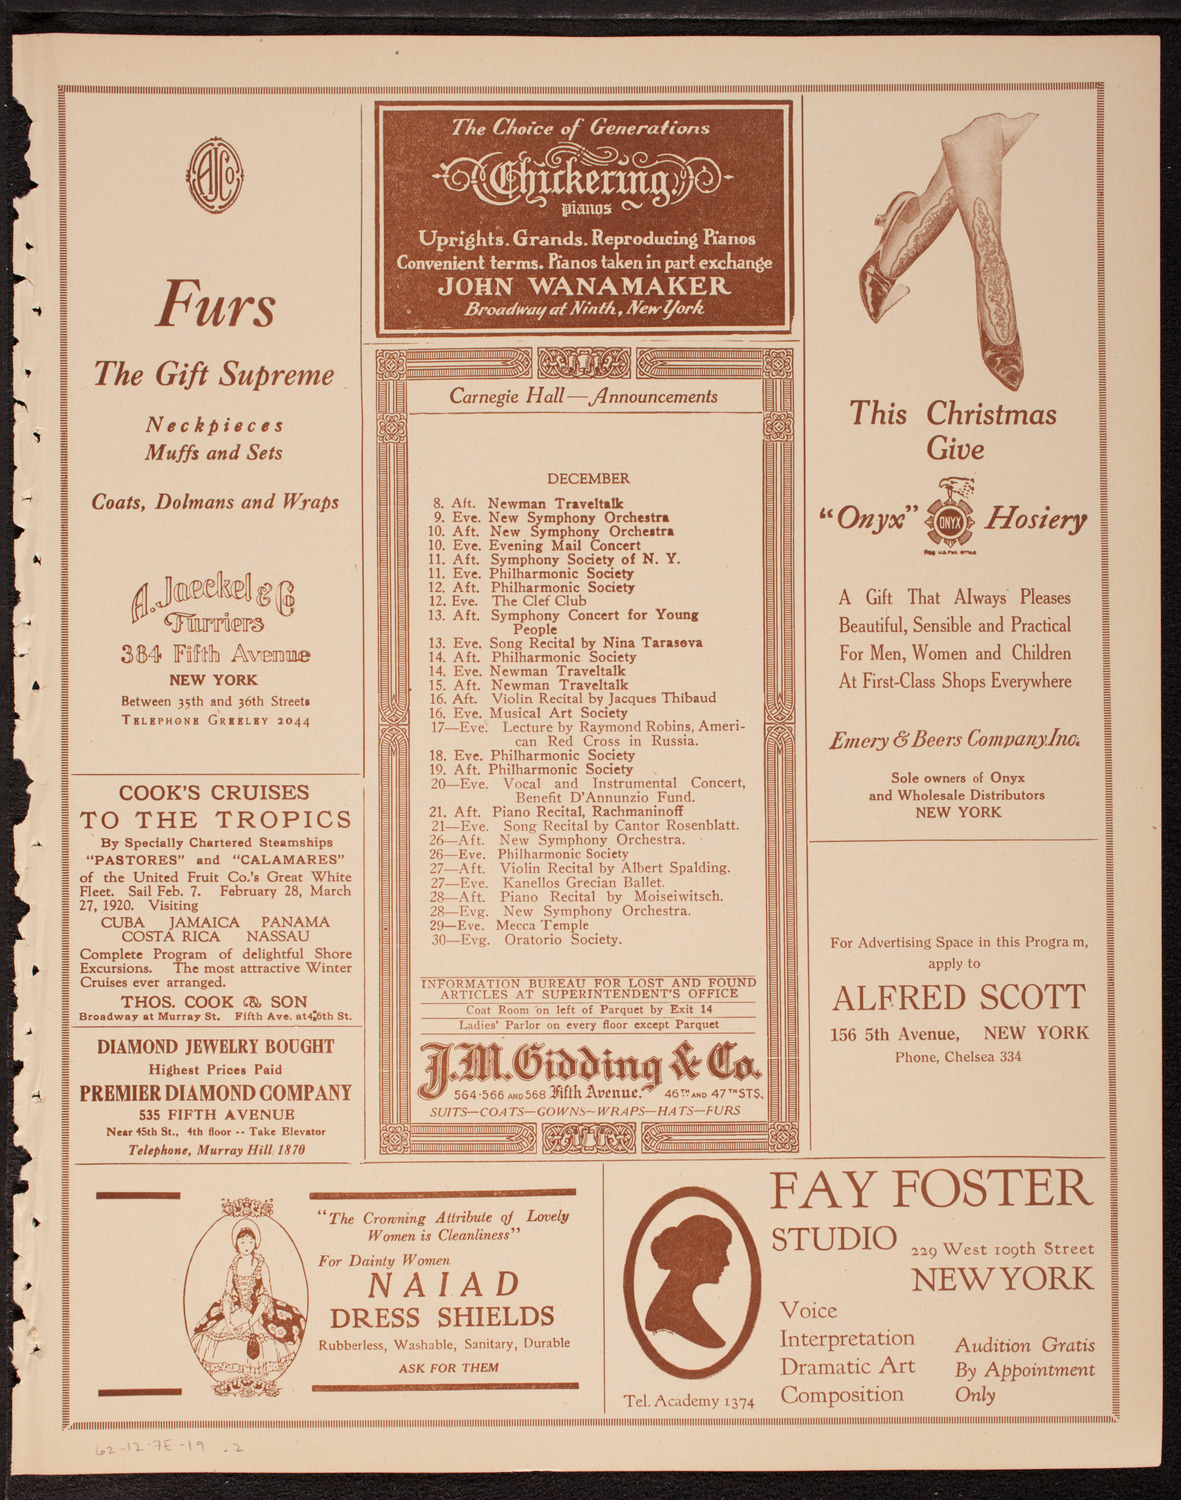 AJCo
Furs
The Gift Supreme
Neckpieces
Muffs and Sets
Coats, Dolmans and Wraps
A. Jaeckel & Co
Furriers
384 Fifth Avenue
NEW YORK
Between 35th and 36th Streets
TELEPHONE GREELEY 2044
COOK'S CRUISES
TO THE TROPICS
By Specially Chartered Steamships
"PASTORES" and "CALAMARES"
of the United Fruit Co.'s Great White
Fleet. Sail Feb. 7. February 28, March
27, 1920. Visiting
CUBA JAMAICA PANAMA
COSTA RICA NASSAU
Complete Program of delightful Shore
Excursions. The most attractive Winter
Cruises ever arranged.
THOS. COOK & SON
Broadway at Murray St. Fifth Ave. at 46th St.
DIAMOND JEWELRY BOUGHT
Highest Prices Paid
PREMIER DIAMOND COMPANY
535 FIFTH AVENUE
Near 45th St., 4th floor -- Take Elevator
Telephone, Murray Hill 1870
The Choice of Generations
Chickering
pianos
Uprights. Grands. Reproducing Pianos
Convenient terms. Pianos taken in part exchange
JOHN WANAMAKER
Broadway at Ninth, New York
Carnegie Hall—Announcements
DECEMBER
8. Aft. Newman Traveltalk
9. Eve. New Symphony Orchestra
10. Aft. New Symphony Orchestra
10. Eve. Evening Mail Concert
11. Aft. Symphony Society of N. Y.
11. Eve. Philharmonic Society
12. Aft. Philharmonic Society
12. Eve. The Clef Club
13. Aft. Symphony Concert for Young
People
13. Eve. Song Recital by Nina Tarasova
14. Aft. Philharmonic Society
14. Eve. Newman Traveltalk
15. Aft. Newman Traveltalk
16. Aft. Violin Recital by Jacques Thibaud
16. Eve. Musical Art Society
17—Eve. Lecture by Raymond Robins, Ameri-
can Red Cross in Russia.
18. Eve. Philharmonic Society
19. Aft. Philharmonic Society
20—Eve. Vocal and Instrumental Concert,
Benefit D'Annunzio Fund.
21. Aft. Piano Recital, Rachmaninoff
21—Eve. Song Recital by Cantor Rosenblatt.
26—Aft. New Symphony Orchestra.
26—Eve. Philharmonic Society
27—Aft. Violin Recital by Albert Spalding.
27—Eve. Kanellos Grecian Ballet.
28—Aft. Piano Recital by Moiseiwitsch.
28—Evg. New Symphony Orchestra.
29—Eve. Mecca Temple
30—Evg. Oratorio Society.
INFORMATION BUREAU FOR LOST AND FOUND
ARTICLES AT SUPERINTENDENT'S OFFICE
Coat Room on left of Parquet by Exit 14
Ladies' Parlor on every floor except Parquet
J.M. Gidding & Co.
564-566 AND 568 Fifth Avenue. 46TH AND 47TH STS.
SUITS—COATS—GOWNS—WRAPS—HATS—FURS
This Christmas
Give
"Onyx" ONYX Hosiery
Reg. U.S. Pat. Office
A Gift That Always Pleases
Beautiful, Sensible and Practical
For Men, Women and Children
At First-Class Shops Everywhere
Emery & Beers Company, Inc.
Sole owners of Onyx
and Wholesale Distributors
NEW YORK
For Advertising Space in this Progra m,
apply to
ALFRED SCOTT
156 5th Avenue, NEW YORK
Phone, Chelsea 334
"The Crowning Attribute of Lovely
Women is Cleanliness"
For Dainty Women
NAIAD
DRESS SHIELDS
Rubberless, Washable, Sanitary, Durable
ASK FOR THEM
FAY FOSTER
STUDIO
229 West 109th Street
NEW YORK
Voice
Interpretation
Dramatic Art
Composition
Audition Gratis
By Appointment
Only
Tel. Academy 1374
62-12-7E-19 .2